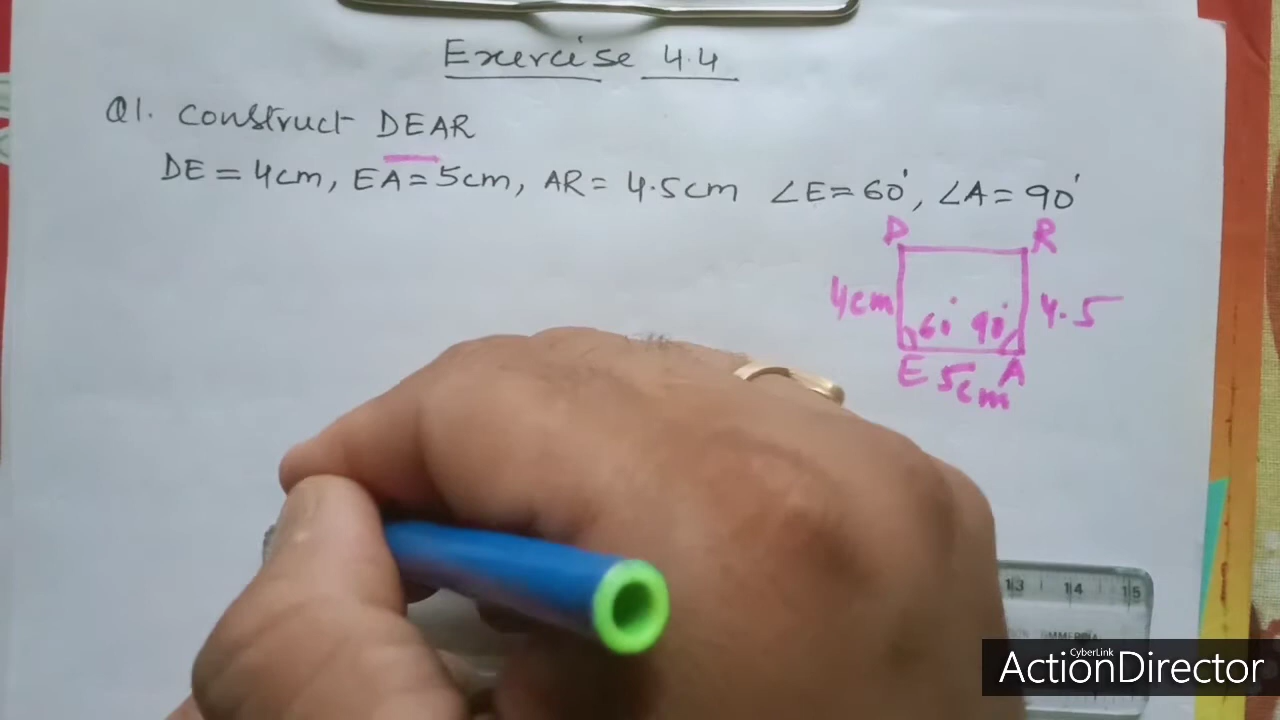 Exercise 4.4
Q1. Construct DEAR
DE = 4cm, EA = 5cm, AR = 4.5cm ∠E = 60°, ∠A = 90°
D R
4cm 60° 90° 4.5
E 5cm A
13 14 15
CyberLink
ActionDirector